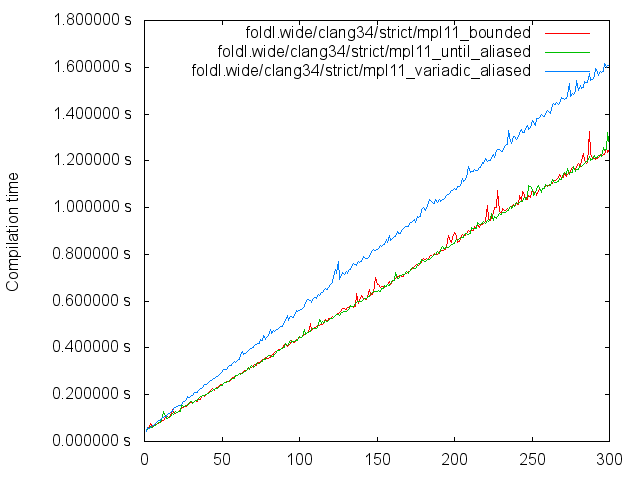 foldl.wide/clang34/strict/mpl11_bounded
foldl.wide/clang34/strict/mpl11_until_aliased
foldl.wide/clang34/strict/mpl11_variadic_aliased
Compilation time
1.800000 s
1.600000 s
1.400000 s
1.200000 s
1.000000 s
0.800000 s
0.600000 s
0.400000 s
0.200000 s
0.000000 s
0 50 100 150 200 250 300